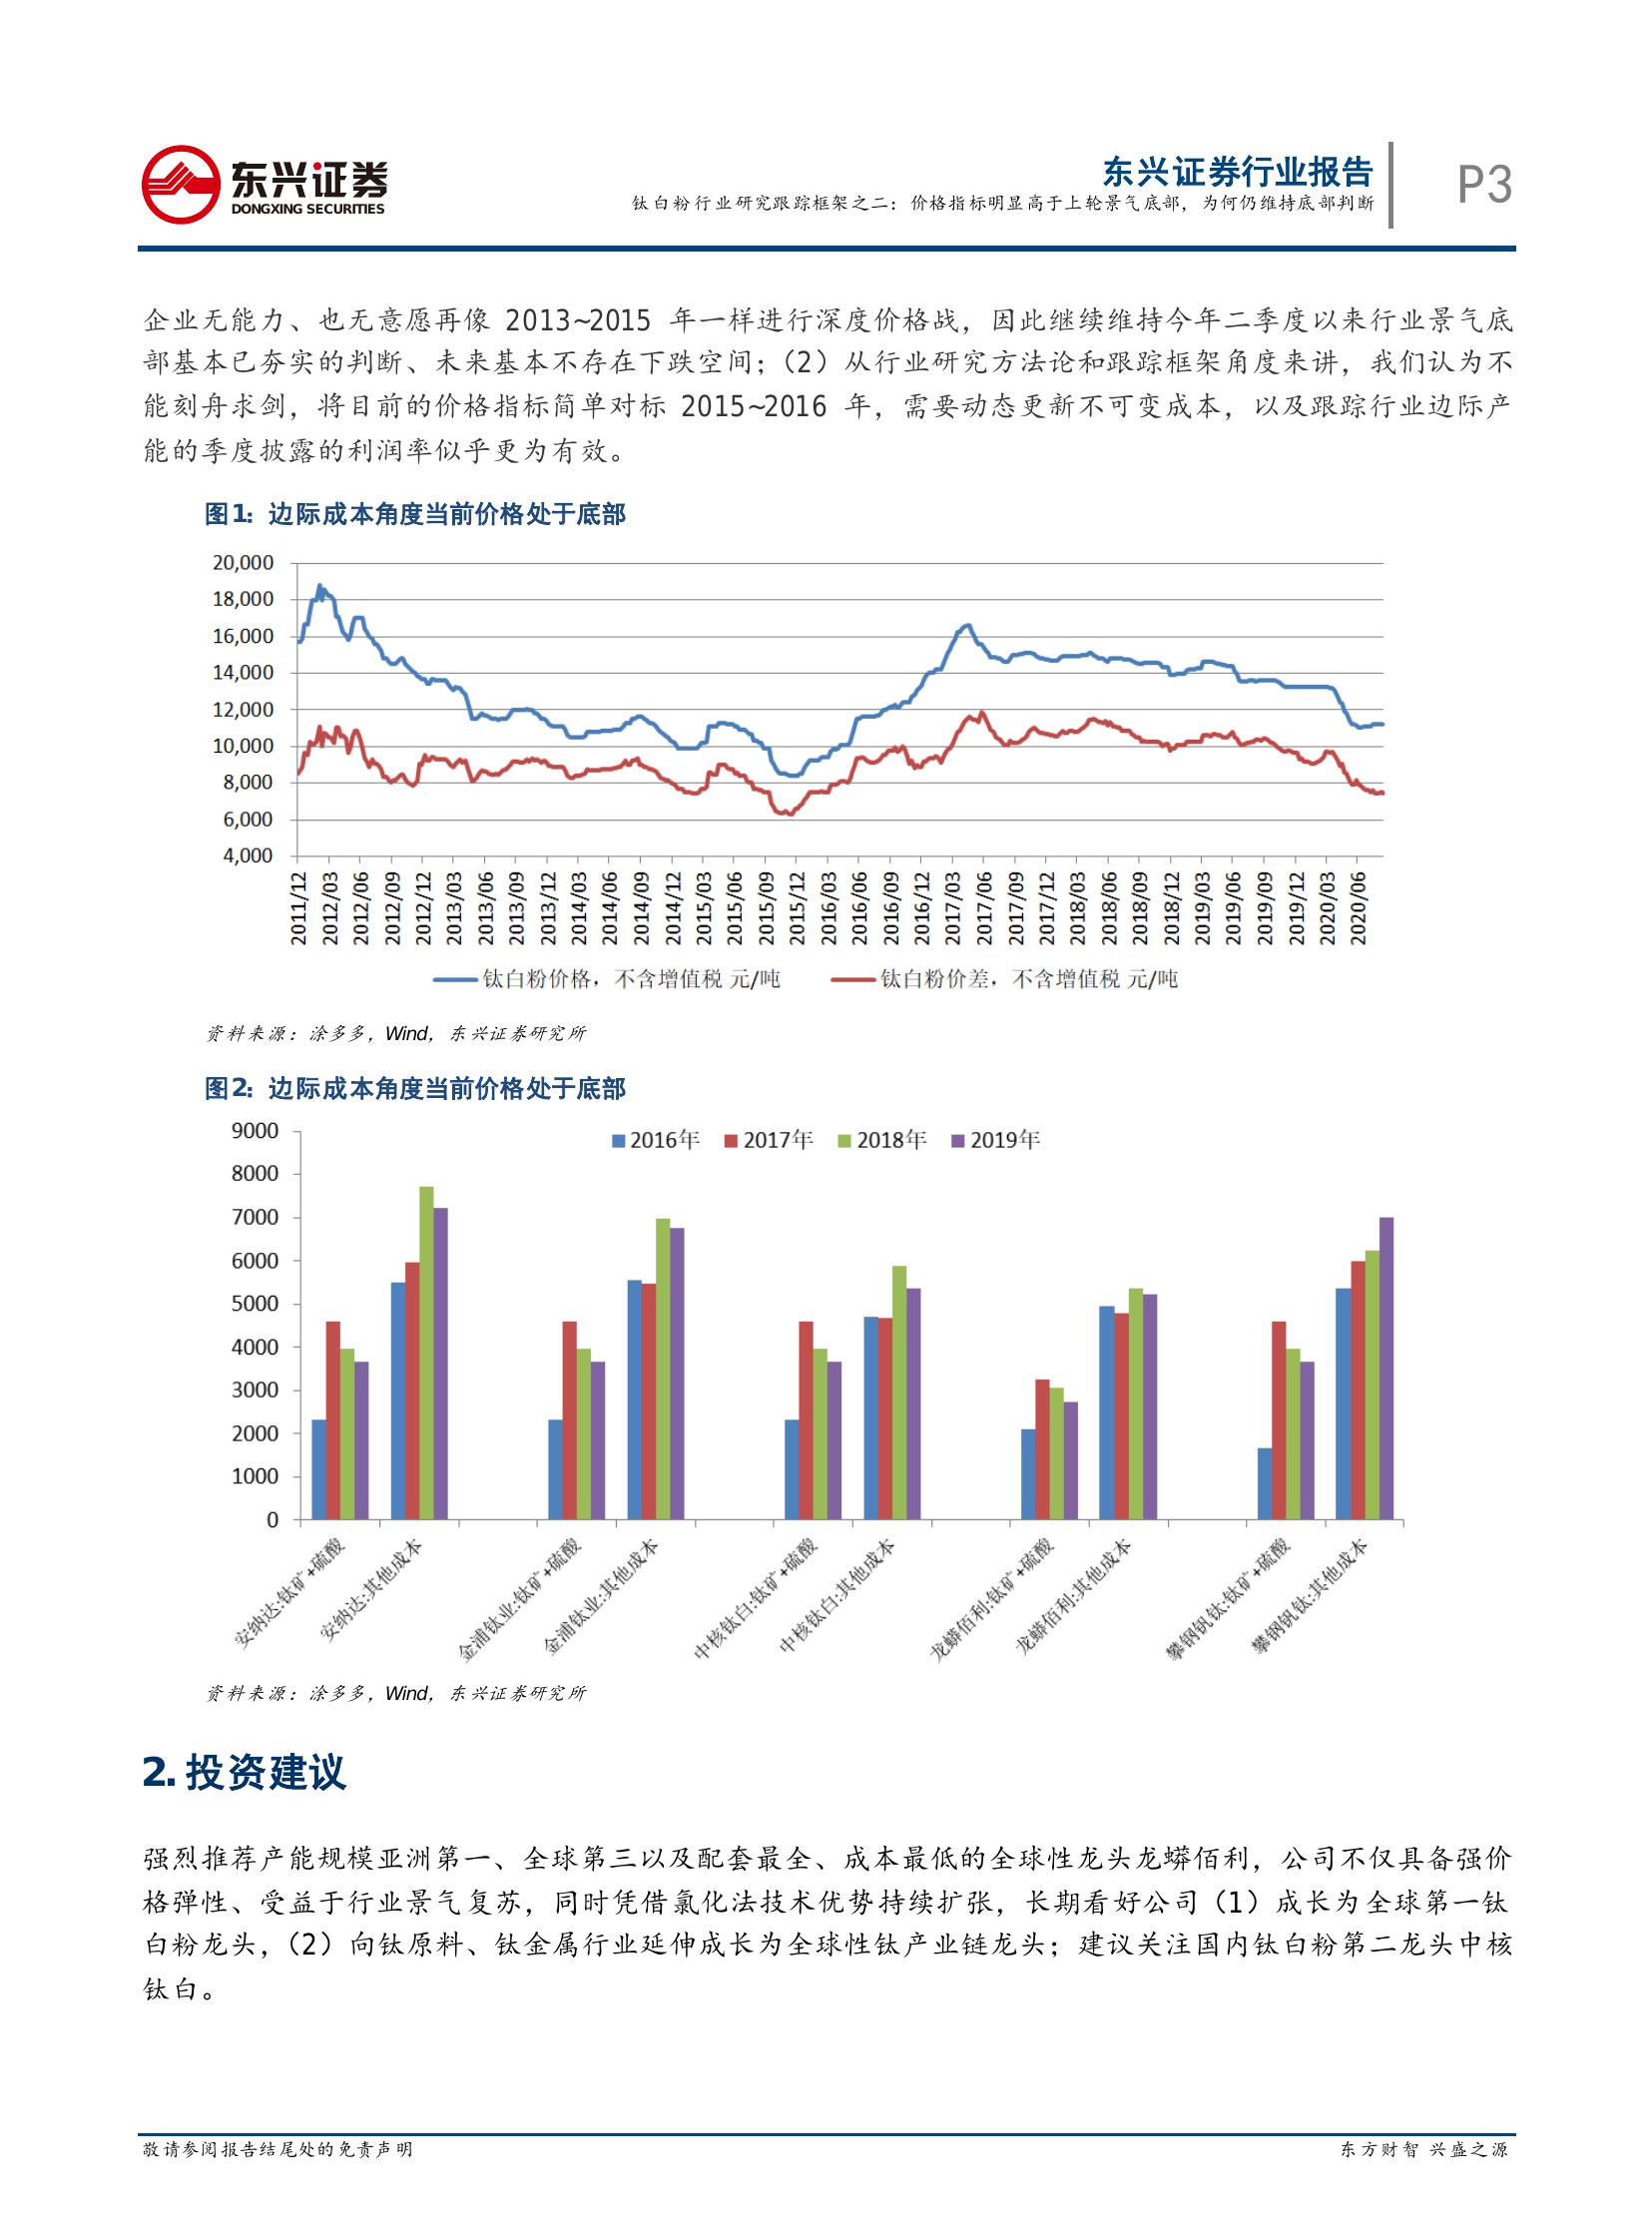 东兴证券
DONGXING SECURITIES
东兴证券行业报告
钛白粉行业研究跟踪框架之二：价格指标明显高于上轮景气底部，为何仍维持底部判断
P3
企业无能力、也无意愿再像 2013~2015 年一样进行深度价格战，因此继续维持今年二季度以来行业景气底
部基本已夯实的判断、未来基本不存在下跌空间；（2）从行业研究方法论和跟踪框架角度来讲，我们认为不
能刻舟求剑，将目前的价格指标简单对标 2015~2016 年，需要动态更新不可变成本，以及跟踪行业边际产
能的季度披露的利润率似乎更为有效。
图1：边际成本角度当前价格处于底部
20,000
18,000
16,000
14,000
12,000
10,000
8,000
6,000
4,000
2011/12 2012/03 2012/06 2012/09 2012/12 2013/03 2013/06 2013/09 2013/12 2014/03 2014/06 2014/09 2014/12 2015/03 2015/06 2015/09 2015/12 2016/03 2016/06 2016/09 2016/12 2017/03 2017/06 2017/09 2017/12 2018/03 2018/06 2018/09 2018/12 2019/03 2019/06 2019/09 2019/12 2020/03 2020/06
钛白粉价格，不含增值税 元/吨 钛白粉价差，不含增值税 元/吨
资料来源：涂多多，Wind，东兴证券研究所
图2：边际成本角度当前价格处于底部
2016年 2017年 2018年 2019年
9000
8000
7000
6000
5000
4000
3000
2000
1000
0
安纳达:钛矿+硫酸 安纳达:其他成本 金浦钛业:钛矿+硫酸 金浦钛业:其他成本 中核钛白:钛矿+硫酸 中核钛白:其他成本 龙蟒佰利:钛矿+硫酸 龙蟒佰利:其他成本 攀钢钒钛:钛矿+硫酸 攀钢钒钛:其他成本
资料来源：涂多多，Wind，东兴证券研究所
2. 投资建议
强烈推荐产能规模亚洲第一、全球第三以及配套最全、成本最低的全球性龙头龙蟒佰利，公司不仅具备强价
格弹性、受益于行业景气复苏，同时凭借氯化法技术优势持续扩张，长期看好公司（1）成长为全球第一钛
白粉龙头，（2）向钛原料、钛金属行业延伸成长为全球性钛产业链龙头；建议关注国内钛白粉第二龙头中核
钛白。
敬请参阅报告结尾处的免责声明
东方财智 兴盛之源